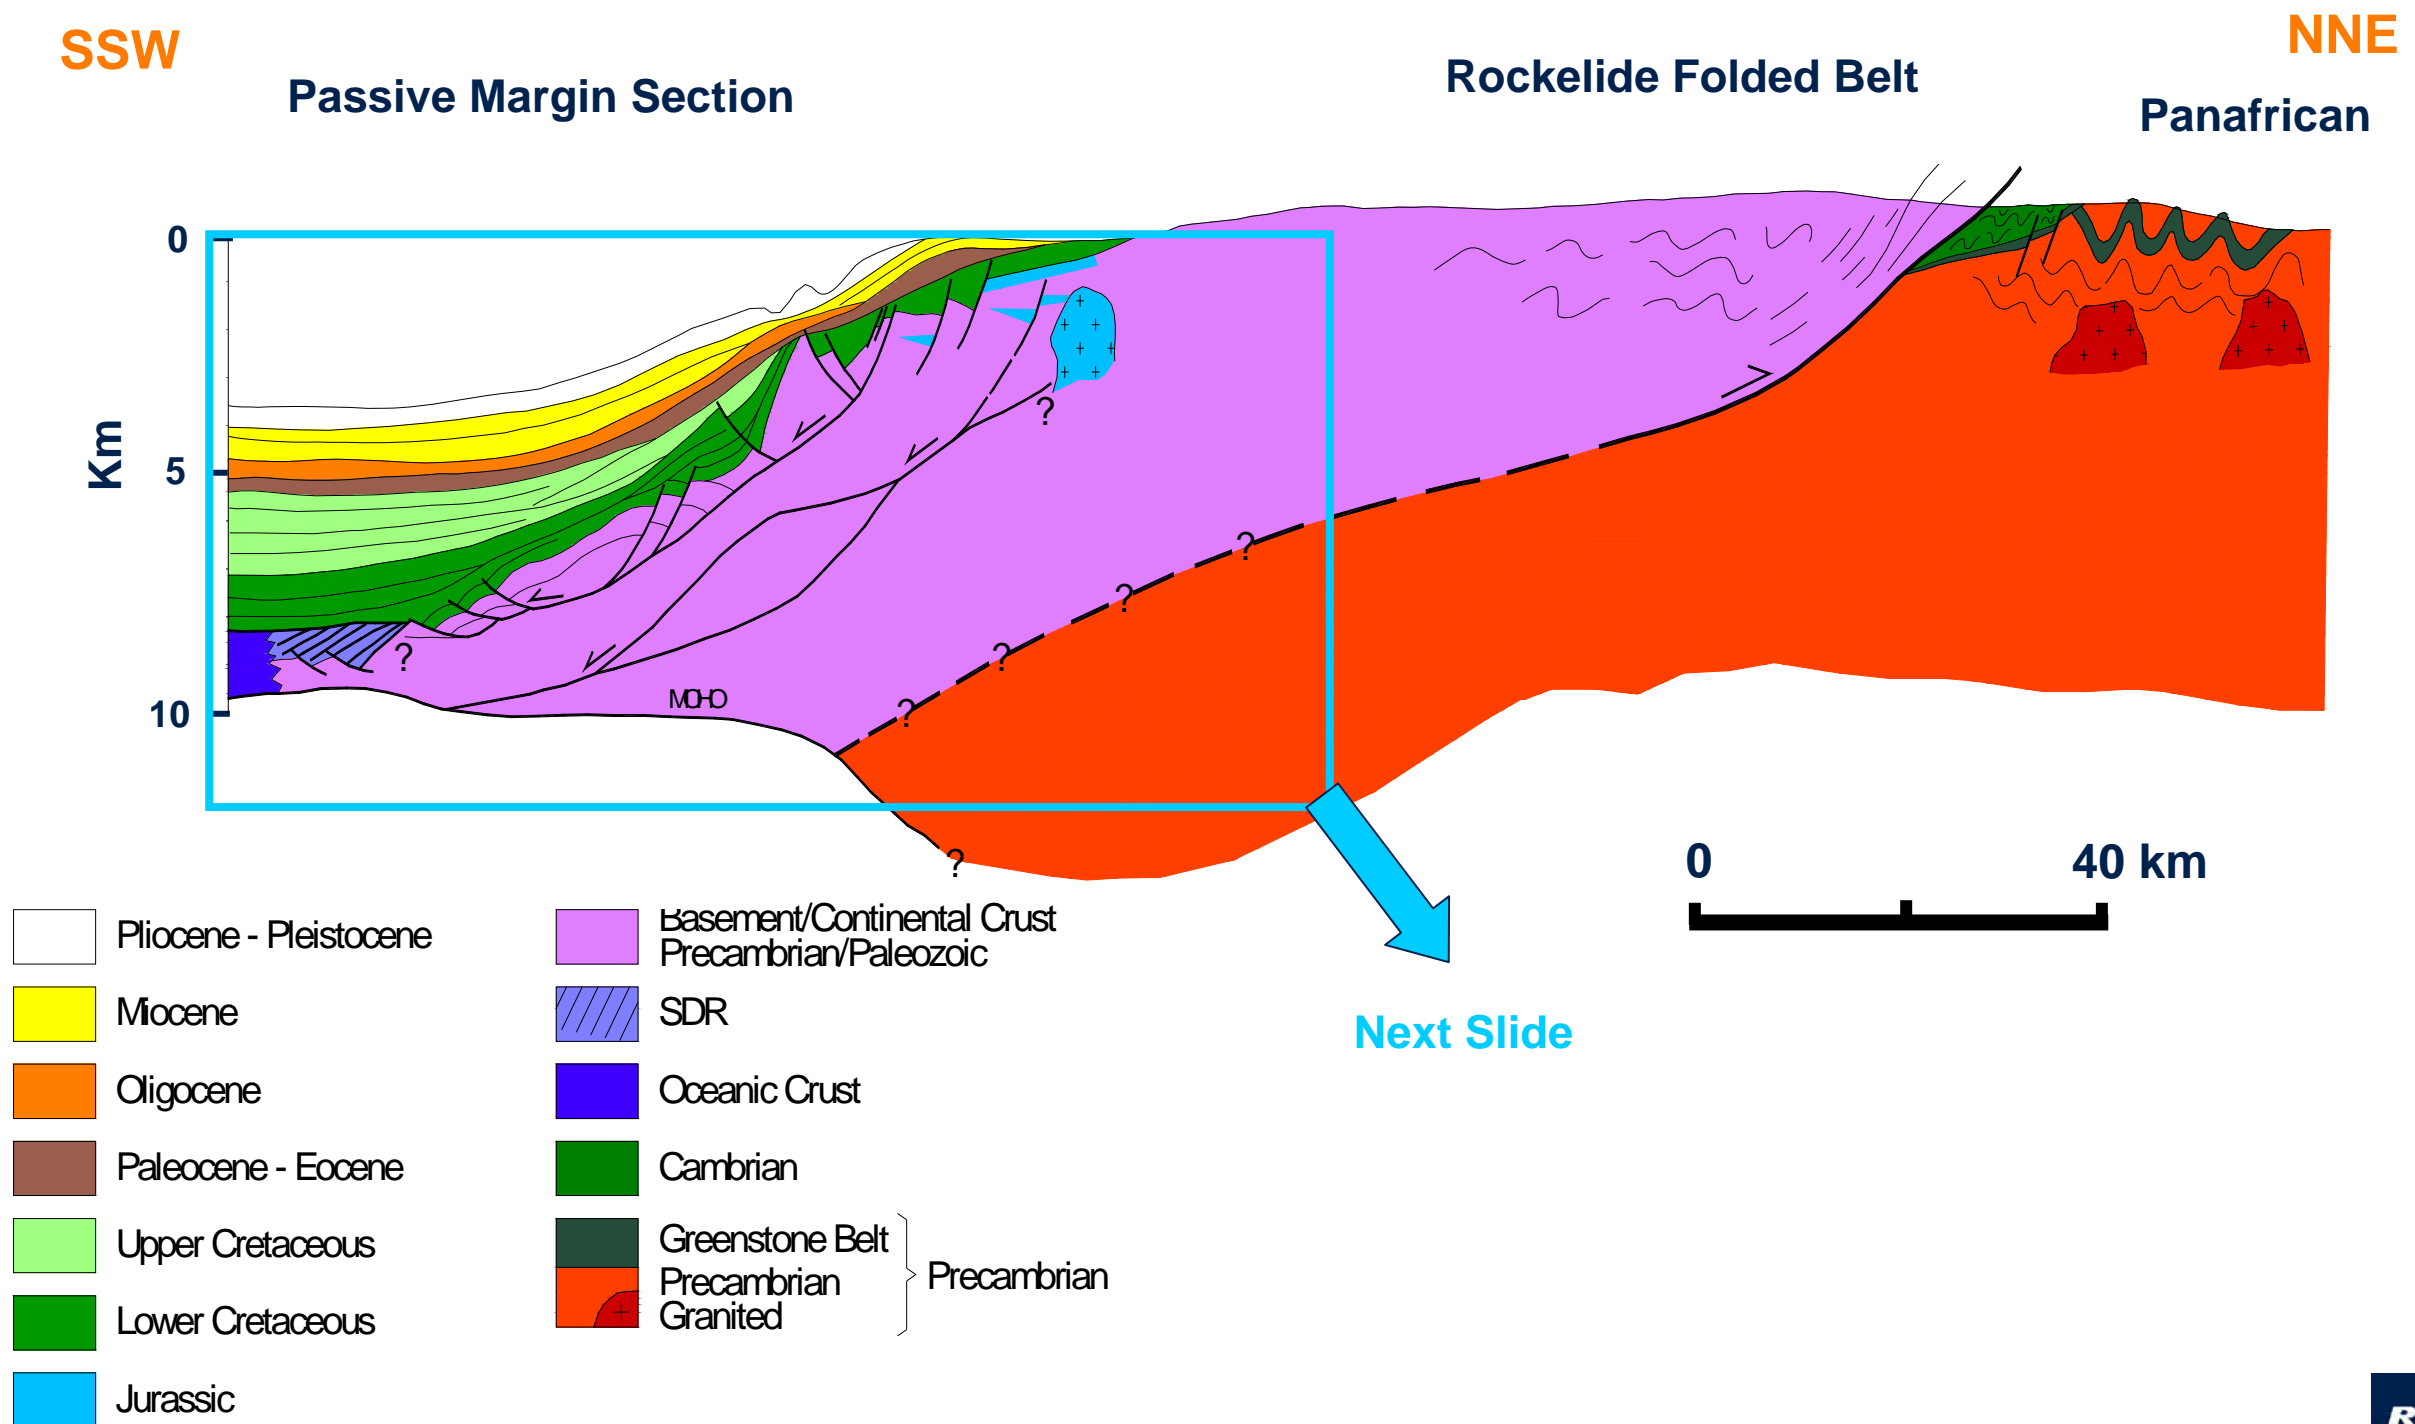 SSW
NNE
Passive Margin Section
Rockelide Folded Belt
Panafrican
0
5
10
Km
?
?
?
?
?
?
?
?
MOHO
0
40 km
Next Slide
Pliocene - Pleistocene
Miocene
Oligocene
Paleocene - Eocene
Upper Cretaceous
Lower Cretaceous
Jurassic
Basement/Continental Crust
Precambrian/Paleozoic
SDR
Oceanic Crust
Cambrian
Greenstone Belt
Precambrian
Granited
Precambrian